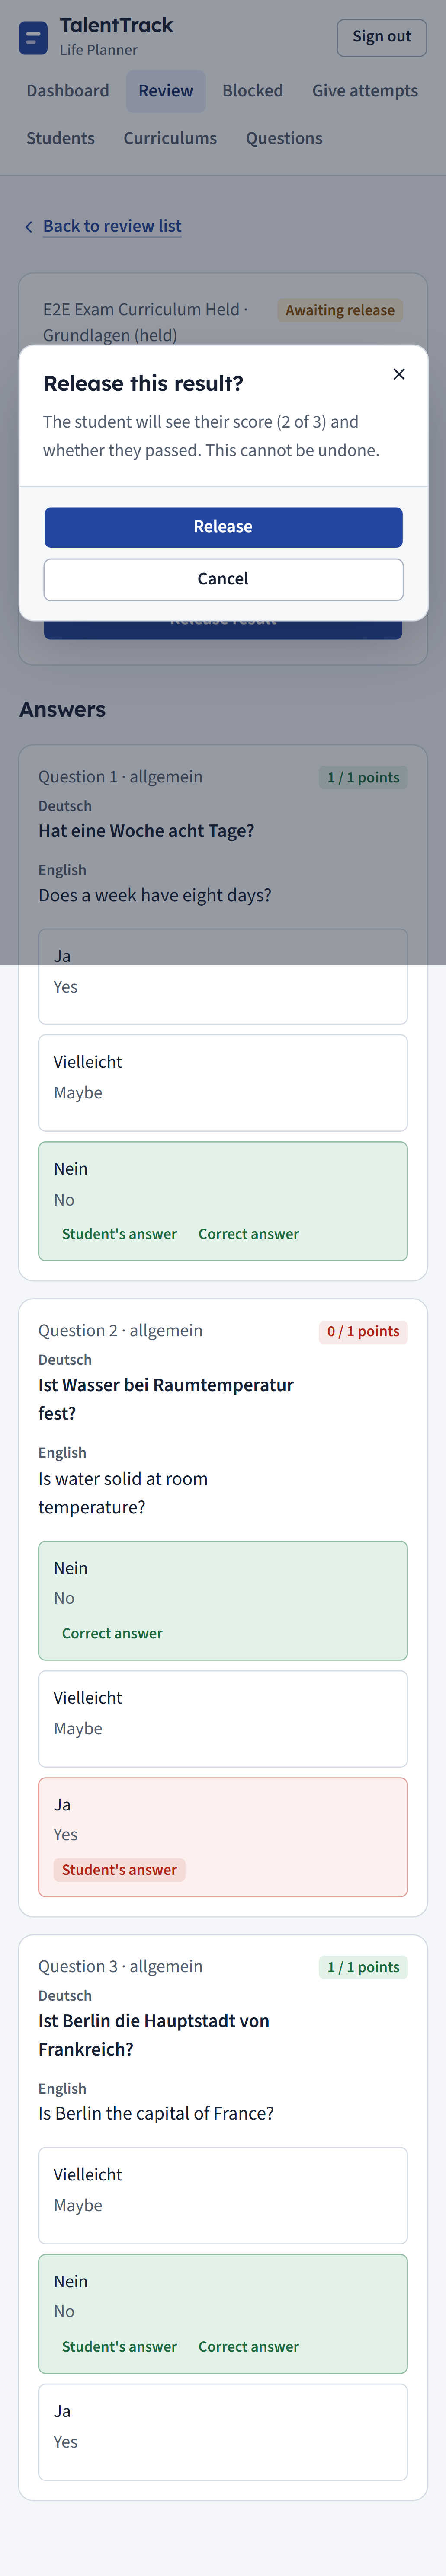 TalentTrack
Life Planner
Sign out
Dashboard
Review
Blocked
Give attempts
Students
Curriculums
Questions
Back to review list
E2E Exam Curriculum Held ·
Grundlagen (held)
Awaiting release
Release this result?
The student will see their score (2 of 3) and
whether they passed. This cannot be undone.
Release
Cancel
Release result
Answers
Question 1 · allgemein
1 / 1 points
Deutsch
Hat eine Woche acht Tage?
English
Does a week have eight days?
Ja
Yes
Vielleicht
Maybe
Nein
No
Student's answer
Correct answer
Question 2 · allgemein
0 / 1 points
Deutsch
Ist Wasser bei Raumtemperatur
fest?
English
Is water solid at room
temperature?
Nein
No
Correct answer
Vielleicht
Maybe
Ja
Yes
Student's answer
Question 3 · allgemein
1 / 1 points
Deutsch
Ist Berlin die Hauptstadt von
Frankreich?
English
Is Berlin the capital of France?
Vielleicht
Maybe
Nein
No
Student's answer
Correct answer
Ja
Yes